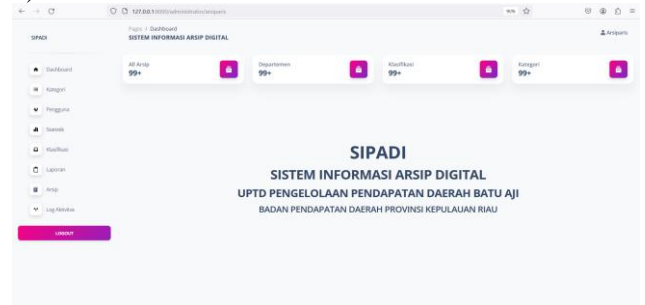 127.0.0.1
90%
SIPADI
Pages / Dashboard
SISTEM INFORMASI ARSIP DIGITAL
Arsiparis
All Arsip
99+
Departemen
99+
Klasifikasi
99+
Kategori
99+
Dashboard
Kategori
Pengguna
Statistik
Klasifikasi
Laporan
Arsip
Log Aktivitas
LOGOUT
SIPADI
SISTEM INFORMASI ARSIP DIGITAL
UPTD PENGELOLAAN PENDAPATAN DAERAH BATU AJI
BADAN PENDAPATAN DAERAH PROVINSI KEPULAUAN RIAU